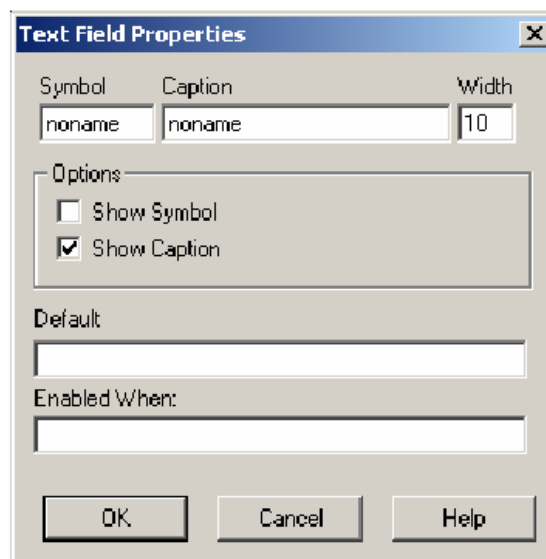 Text Field Properties
Symbol Caption Width
noname noname 10
Options
Show Symbol
Show Caption
Default
Enabled When:
OK Cancel Help